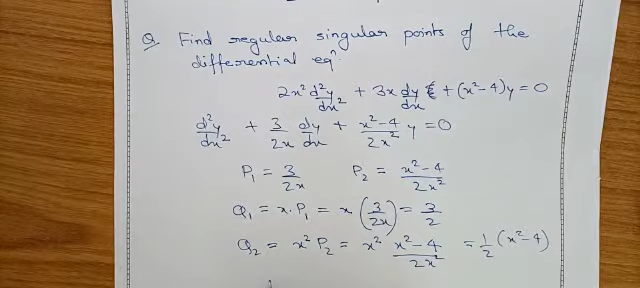 Q Find regular singular points of the
differential eqn.
2x² d²y/dx² + 3x dy/dx + (x²-4)y = 0
d²y/dx² + 3/2x dy/dx + x²-4/2x² y = 0
P₁ = 3/2x P₂ = x²-4/2x²
Q₁ = x·P₁ = x (3/2x) = 3/2
Q₂ = x² P₂ = x² x²-4/2x² = 1/2 (x²-4)